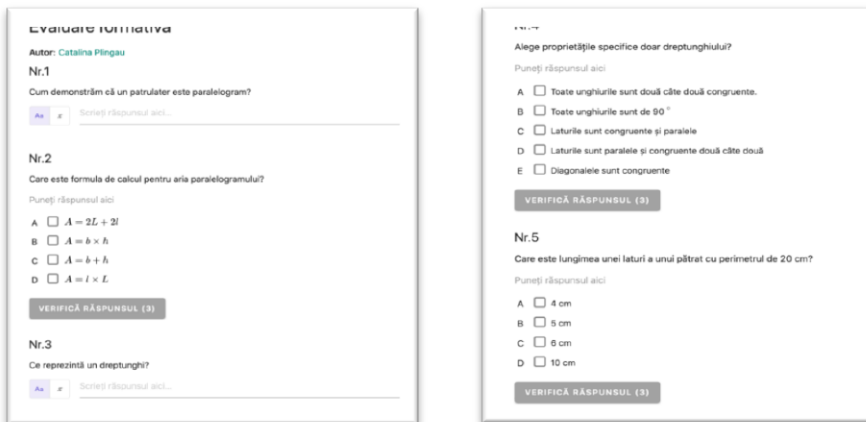 Evaluare formativă
Autor: Catalina Plingau
Nr.1
Cum demonstrăm că un patrulater este paralelogram?
Aa
Scrieți răspunsul aici...
Nr.2
Care este formula de calcul pentru aria paralelogramului?
Puneți răspunsul aici
A A = 2L + 2l
B A = b × h
C A = b + h
D A = l × L
VERIFICĂ RĂSPUNSUL (3)
Nr.3
Ce reprezintă un dreptunghi?
Aa
Scrieți răspunsul aici...
Nr.4
Alege proprietățile specifice doar dreptunghiului?
Puneți răspunsul aici
A Toate unghiurile sunt două câte două congruente.
B Toate unghiurile sunt de 90°
C Laturile sunt congruente și paralele
D Laturile sunt paralele și congruente două câte două
E Diagonalele sunt congruente
VERIFICĂ RĂSPUNSUL (3)
Nr.5
Care este lungimea unei laturi a unui pătrat cu perimetrul de 20 cm?
Puneți răspunsul aici
A 4 cm
B 5 cm
C 6 cm
D 10 cm
VERIFICĂ RĂSPUNSUL (3)